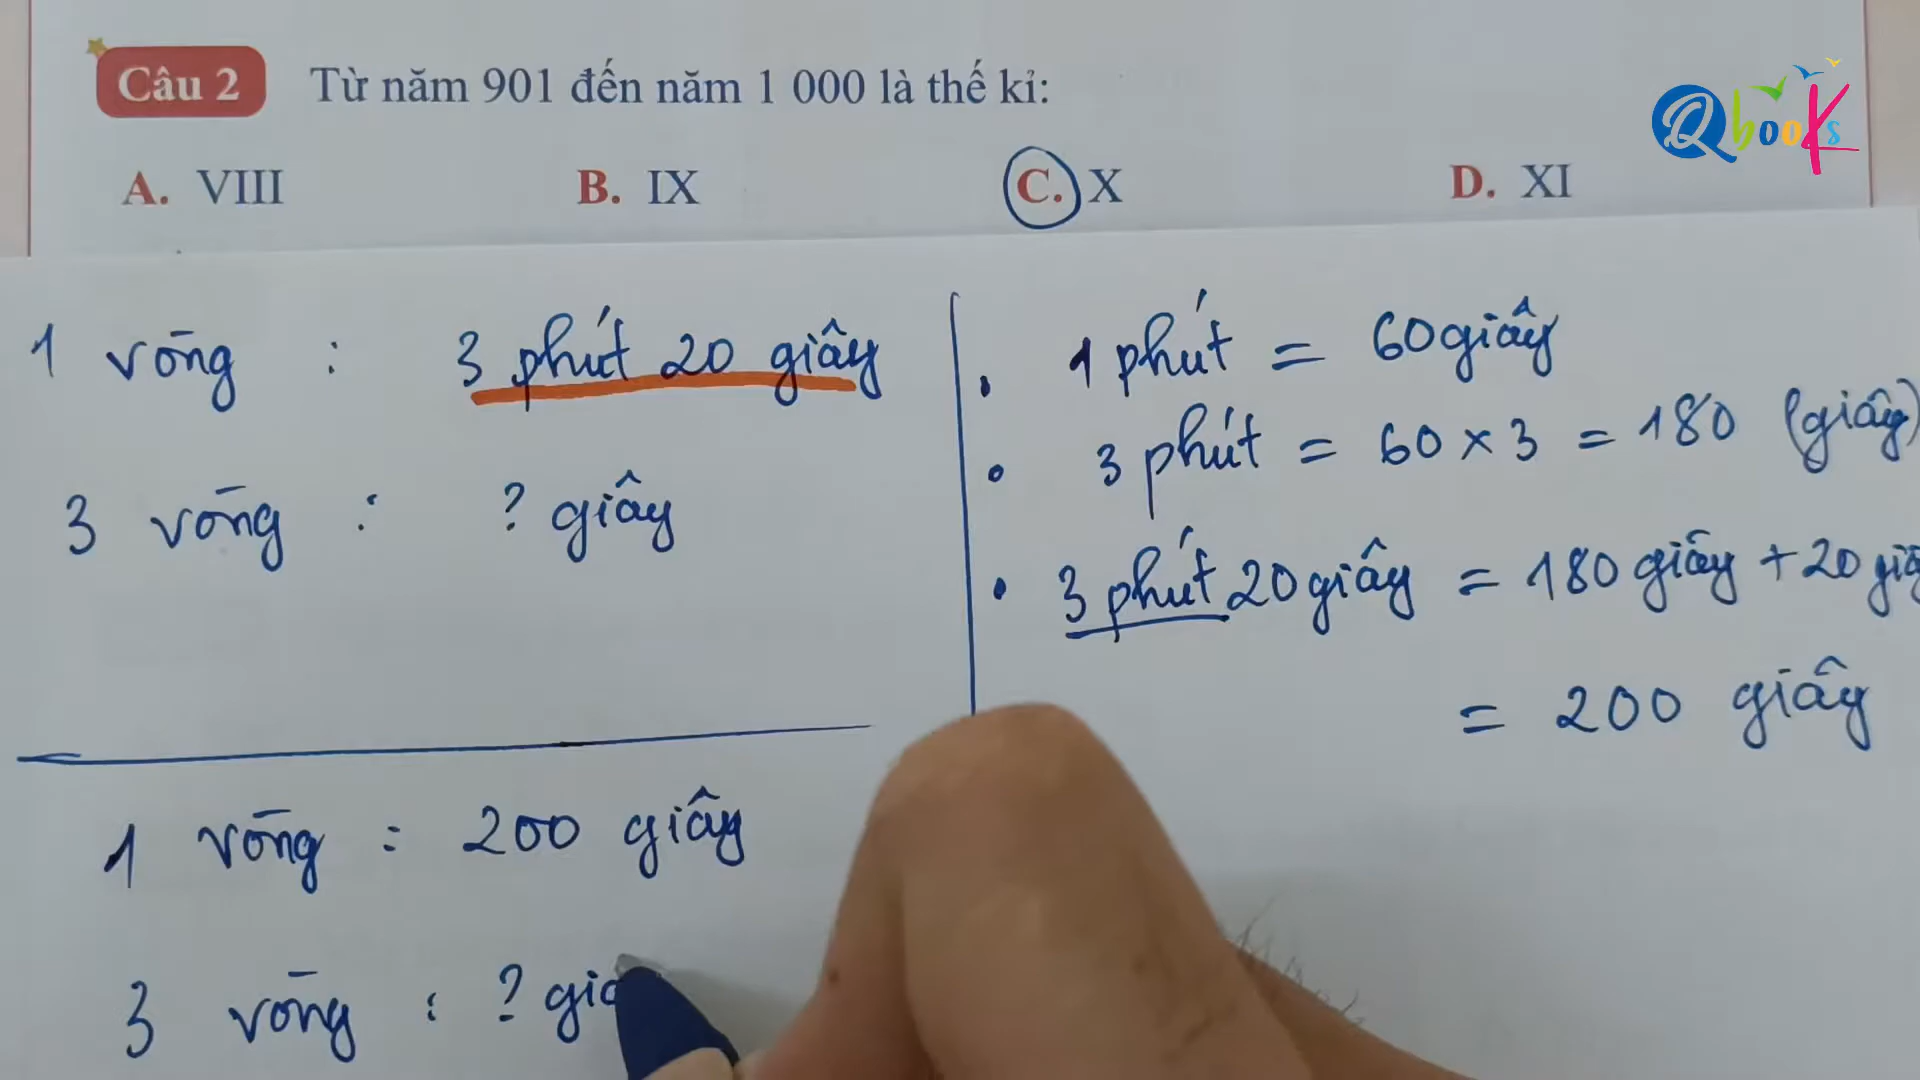 Câu 2 Từ năm 901 đến năm 1 000 là thế kỉ:
A. VIII B. IX C. X D. XI
Qbooks
1 vòng : 3 phút 20 giây
3 vòng : ? giây
1 phút = 60 giây
3 phút = 60 × 3 = 180 (giây)
3 phút 20 giây = 180 giây + 20
= 200 giây
1 vòng : 200 giây
3 vòng : ?